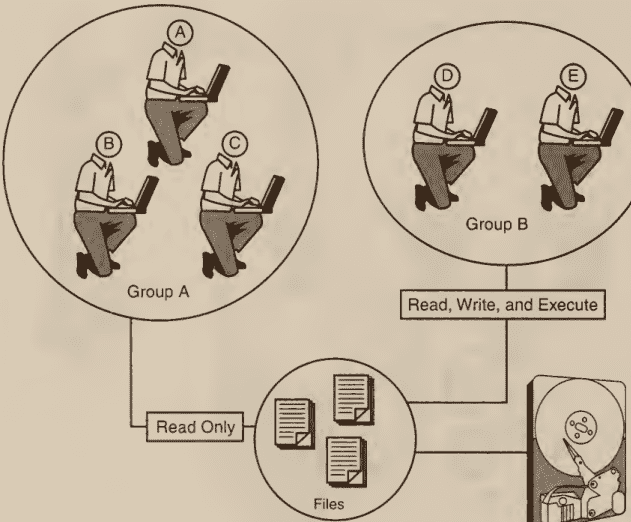 A
B
C
Group A
D
E
Group B
Read, Write, and Execute
Read Only
Files